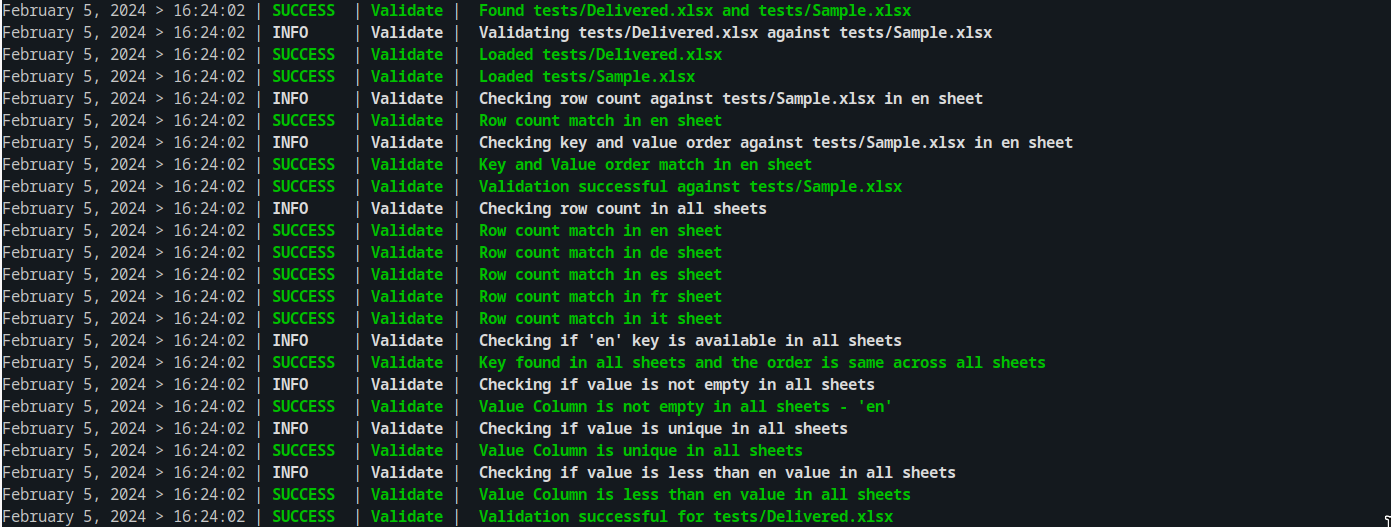 February 5, 2024 > 16:24:02 | SUCCESS  | Validate |  Found tests/Delivered.xlsx and tests/Sample.xlsx
February 5, 2024 > 16:24:02 | INFO     | Validate |  Validating tests/Delivered.xlsx against tests/Sample.xlsx
February 5, 2024 > 16:24:02 | SUCCESS  | Validate |  Loaded tests/Delivered.xlsx
February 5, 2024 > 16:24:02 | SUCCESS  | Validate |  Loaded tests/Sample.xlsx
February 5, 2024 > 16:24:02 | INFO     | Validate |  Checking row count against tests/Sample.xlsx in en sheet
February 5, 2024 > 16:24:02 | SUCCESS  | Validate |  Row count match in en sheet
February 5, 2024 > 16:24:02 | INFO     | Validate |  Checking key and value order against tests/Sample.xlsx in en sheet
February 5, 2024 > 16:24:02 | SUCCESS  | Validate |  Key and Value order match in en sheet
February 5, 2024 > 16:24:02 | SUCCESS  | Validate |  Validation successful against tests/Sample.xlsx
February 5, 2024 > 16:24:02 | INFO     | Validate |  Checking row count in all sheets
February 5, 2024 > 16:24:02 | SUCCESS  | Validate |  Row count match in en sheet
February 5, 2024 > 16:24:02 | SUCCESS  | Validate |  Row count match in de sheet
February 5, 2024 > 16:24:02 | SUCCESS  | Validate |  Row count match in es sheet
February 5, 2024 > 16:24:02 | SUCCESS  | Validate |  Row count match in fr sheet
February 5, 2024 > 16:24:02 | SUCCESS  | Validate |  Row count match in it sheet
February 5, 2024 > 16:24:02 | INFO     | Validate |  Checking if 'en' key is available in all sheets
February 5, 2024 > 16:24:02 | SUCCESS  | Validate |  Key found in all sheets and the order is same across all sheets
February 5, 2024 > 16:24:02 | INFO     | Validate |  Checking if value is not empty in all sheets
February 5, 2024 > 16:24:02 | SUCCESS  | Validate |  Value Column is not empty in all sheets - 'en'
February 5, 2024 > 16:24:02 | INFO     | Validate |  Checking if value is unique in all sheets
February 5, 2024 > 16:24:02 | SUCCESS  | Validate |  Value Column is unique in all sheets
February 5, 2024 > 16:24:02 | INFO     | Validate |  Checking if value is less than en value in all sheets
February 5, 2024 > 16:24:02 | SUCCESS  | Validate |  Value Column is less than en value in all sheets
February 5, 2024 > 16:24:02 | SUCCESS  | Validate |  Validation successful for tests/Delivered.xlsx